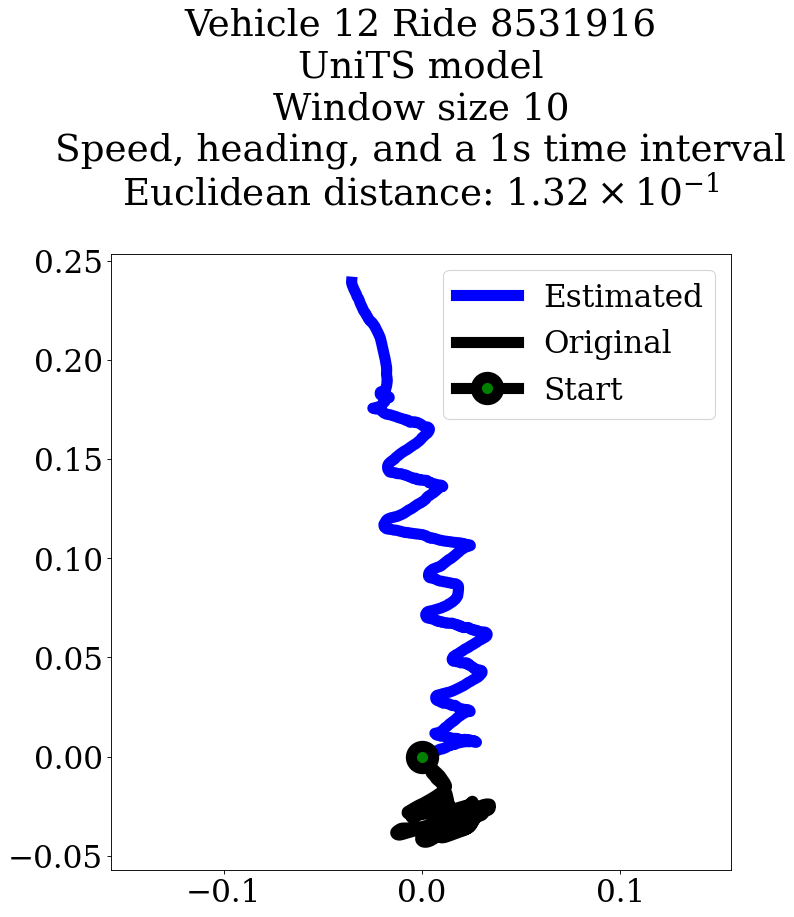 Vehicle 12 Ride 8531916
UniTS model
Window size 10
Speed, heading, and a 1s time interval
Euclidean distance: 1.32 × 10⁻¹
0.25
0.20
0.15
0.10
0.05
0.00
−0.05
−0.1
0.0
0.1
Estimated
Original
Start